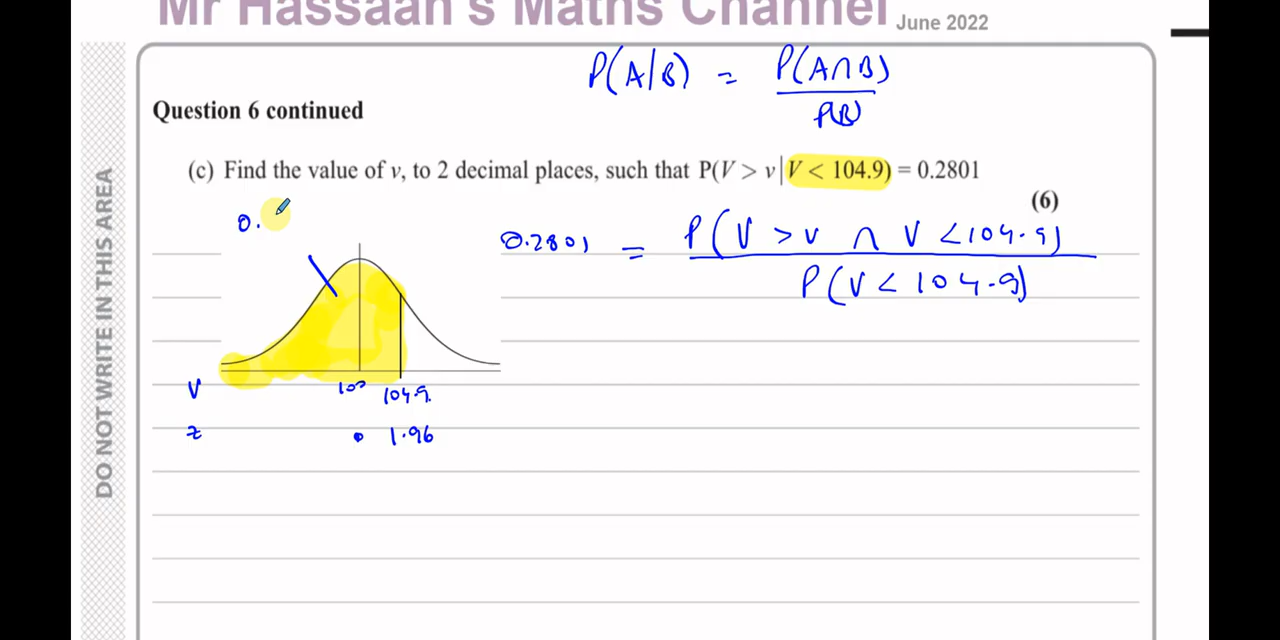 Mr Hassaan's Maths Channel June 2022
P(A/B) = P(A∩B) / P(B)
Question 6 continued
(c) Find the value of v, to 2 decimal places, such that P(V > v | V < 104.9) = 0.2801
(6)
0.
0.2801 = P(V > v ∩ V < 104.9) / P(V < 104.9)
V 100 104.9.
z 0 1.96
DO NOT WRITE IN THIS AREA